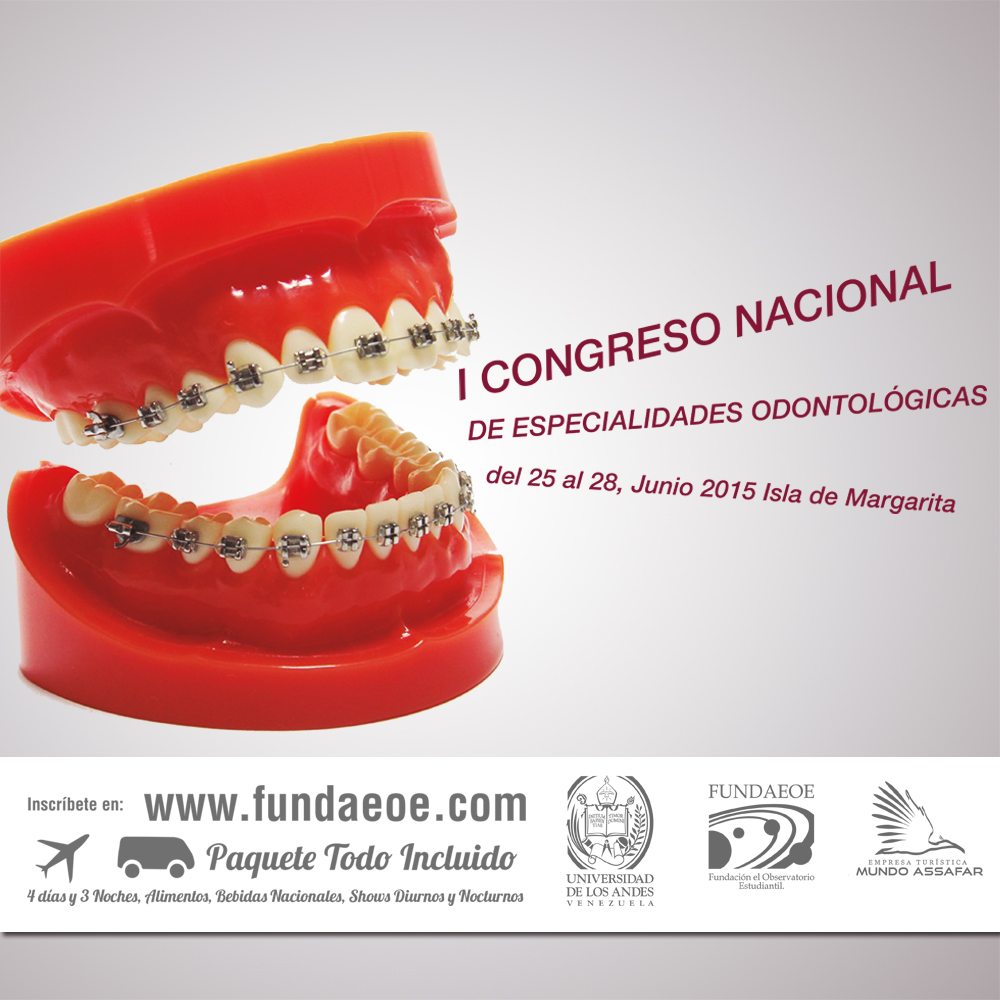 I CONGRESO NACIONAL
DE ESPECIALIDADES ODONTOLÓGICAS
del 25 al 28, Junio 2015 Isla de Margarita
Inscríbete en: www.fundaeoe.com
Paquete Todo Incluido
4 días y 3 Noches, Alimentos, Bebidas Nacionales, Shows Diurnos y Nocturnos
UNIVERSIDAD
DE LOS ANDES
VENEZUELA
FUNDAEOE
Fundación el Observatorio
Estudiantil.
EMPRESA TURÍSTICA
MUNDO ASSAFAR